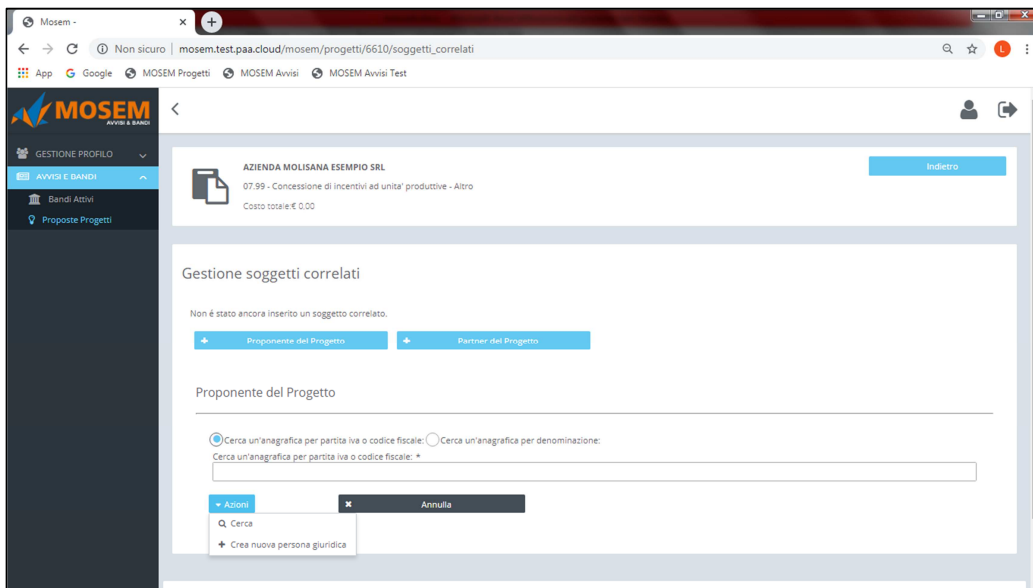 Mosem -
Non sicuro | mosem.test.paa.cloud/mosem/progetti/6610/soggetti_correlati
L
App Google MOSEM Progetti MOSEM Avvisi MOSEM Avvisi Test
MOSEM
AVVISI & BANDI
GESTIONE PROFILO
AVVISI E BANDI
Bandi Attivi
Proposte Progetti
AZIENDA MOLISANA ESEMPIO SRL
07.99 - Concessione di incentivi ad unita' produttive - Altro
Costo totale:€ 0,00
Indietro
Gestione soggetti correlati
Non è stato ancora inserito un soggetto correlato.
+ Proponente del Progetto
+ Partner del Progetto
Proponente del Progetto
Cerca un'anagrafica per partita iva o codice fiscale: Cerca un'anagrafica per denominazione:
Cerca un'anagrafica per partita iva o codice fiscale: *
Azioni
Annulla
Cerca
+ Crea nuova persona giuridica